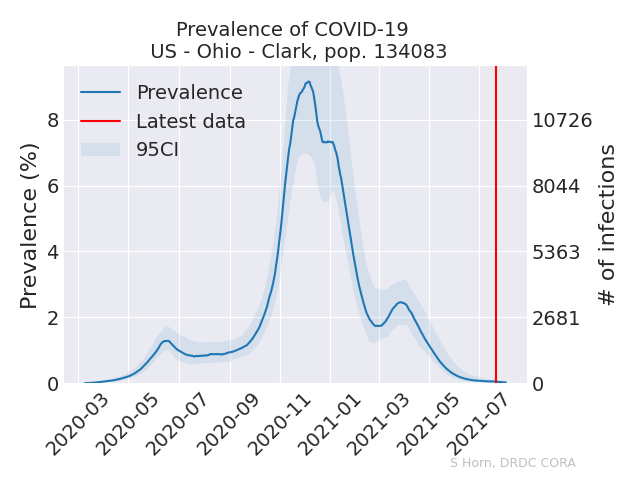 Prevalence of COVID-19
US - Ohio - Clark, pop. 134083
Prevalence
Latest data
95CI
Prevalence (%)
8
6
4
2
0
10726
8044
5363
2681
0
# of infections
2020-03
2020-05
2020-07
2020-09
2020-11
2021-01
2021-03
2021-05
2021-07
S Horn, DRDC CORA